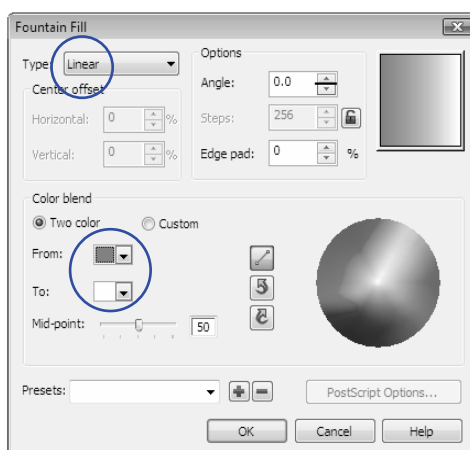 Fountain Fill
Type: Linear
Options
Angle: 0.0
Center offset
Horizontal: 0 %
Steps: 256
Vertical: 0 %
Edge pad: 0 %
Color blend
Two color Custom
From:
To:
Mid-point: 50
Presets:
PostScript Options...
OK Cancel Help